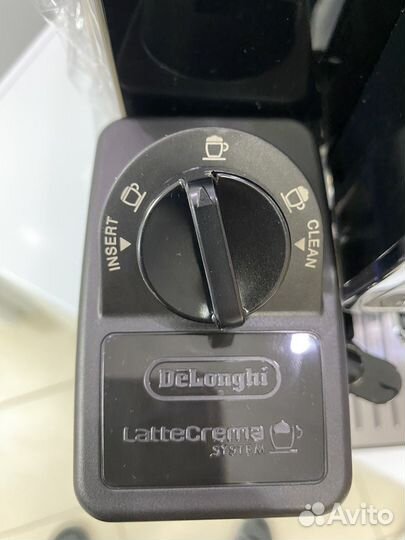 INSERT
CLEAN
DeLonghi
LatteCrema
SYSTEM
Avito